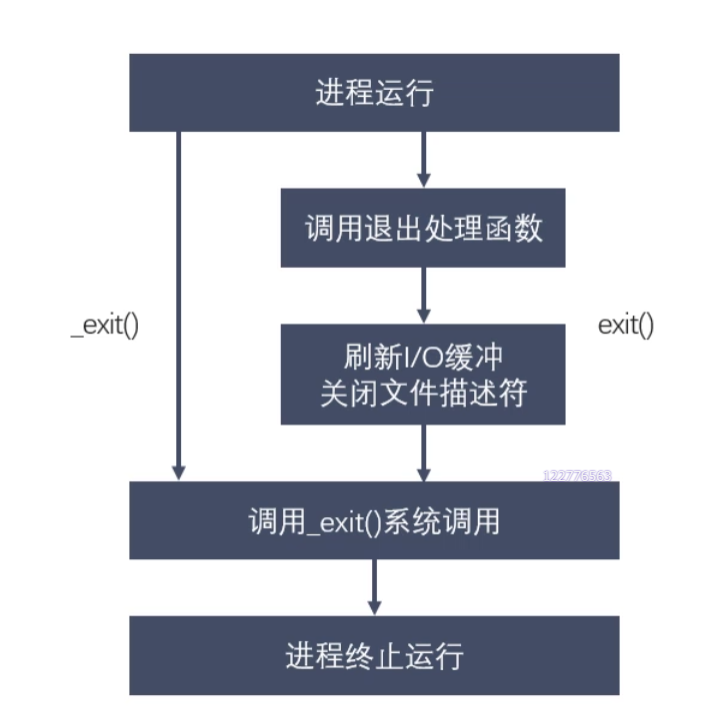 进程运行
调用退出处理函数
_exit()
exit()
刷新I/O缓冲
关闭文件描述符
122776563
调用_exit()系统调用
进程终止运行